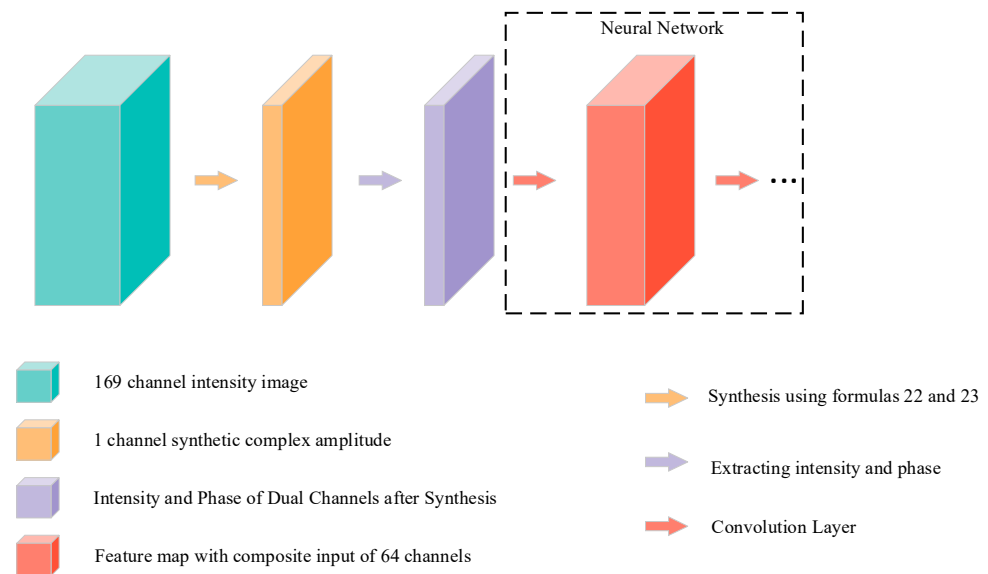 Neural Network
...
169 channel intensity image
1 channel synthetic complex amplitude
Intensity and Phase of Dual Channels after Synthesis
Feature map with composite input of 64 channels
Synthesis using formulas 22 and 23
Extracting intensity and phase
Convolution Layer